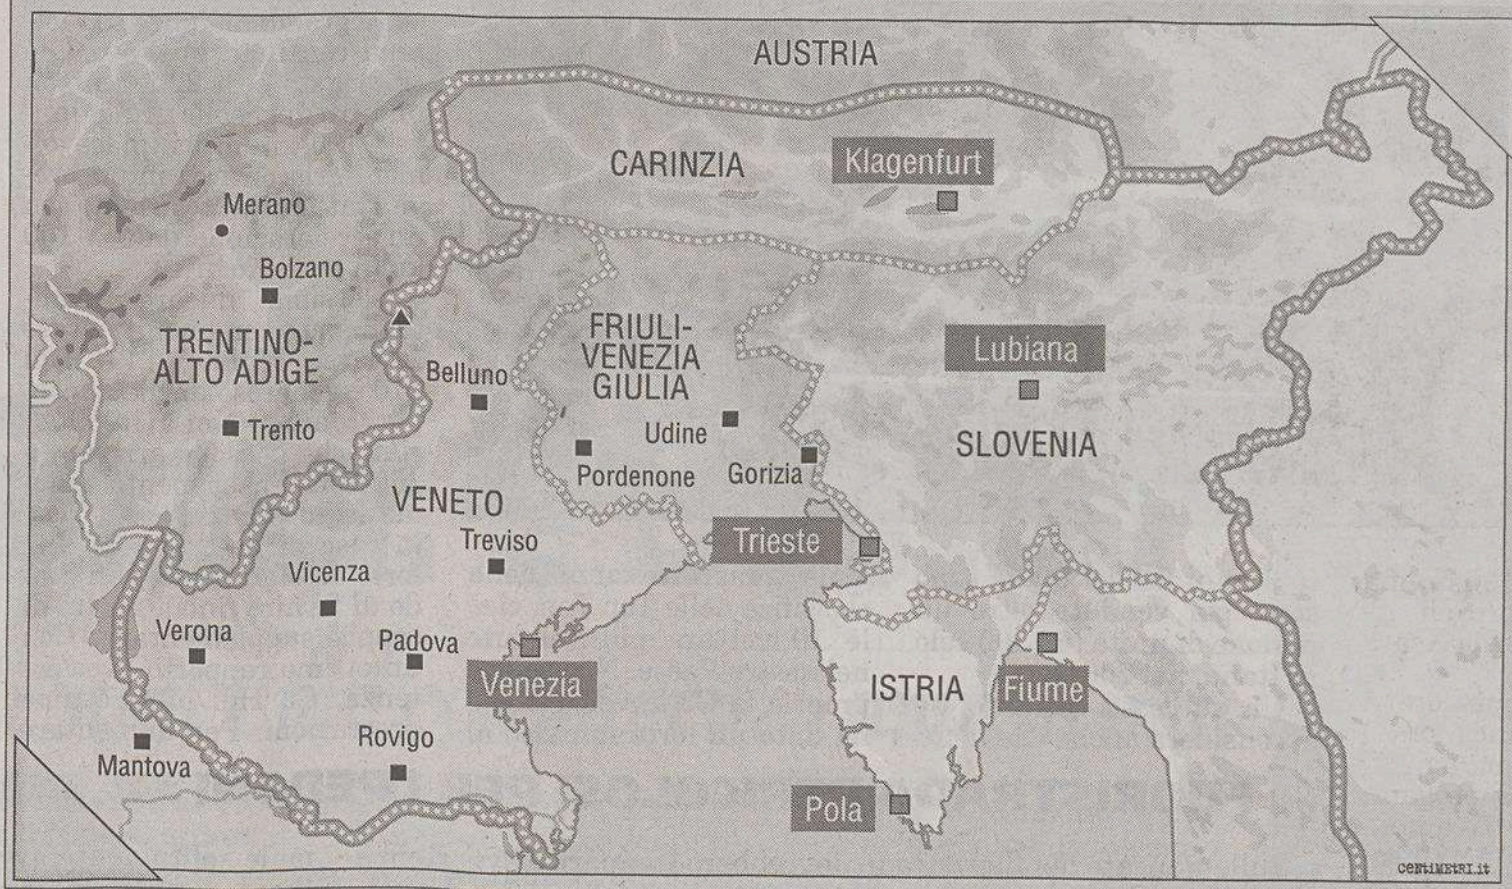 AUSTRIA
CARINZIA
Klagenfurt
Merano
Bolzano
TRENTINO-
ALTO ADIGE
Trento
Belluno
FRIULI-
VENEZIA
GIULIA
Udine
Pordenone
Gorizia
Lubiana
SLOVENIA
VENETO
Treviso
Trieste
Vicenza
Verona
Padova
Venezia
ISTRIA
Fiume
Rovigo
Mantova
Pola
CENTIMETRI.it